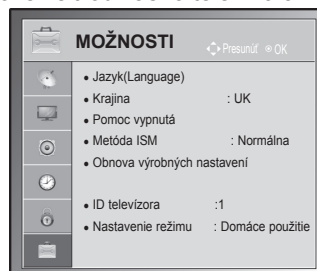 MOŽNOSTI
Presunúť OK
• Jazyk(Language)
• Krajina : UK
• Pomoc vypnutá
• Metóda ISM : Normálna
• Obnova výrobných nastavení
• ID televízora :1
• Nastavenie režimu : Domáce použitie